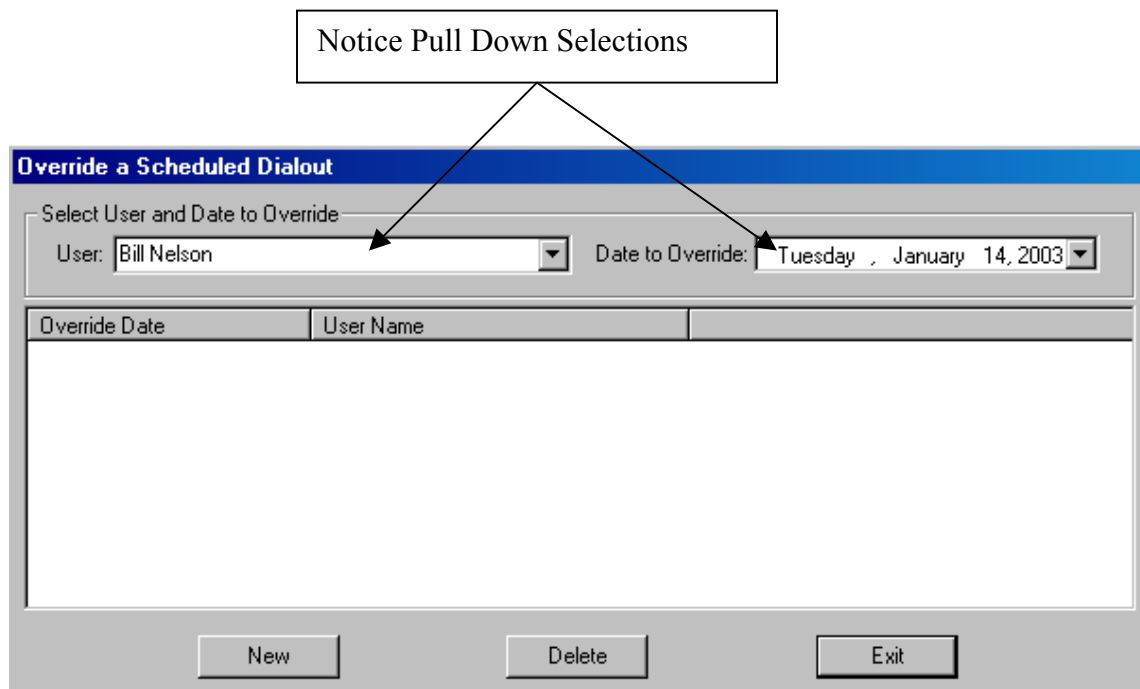 Notice Pull Down Selections
Override a Scheduled Dialout
Select User and Date to Override
User: Bill Nelson Date to Override: Tuesday , January 14, 2003
Override Date User Name
New Delete Exit